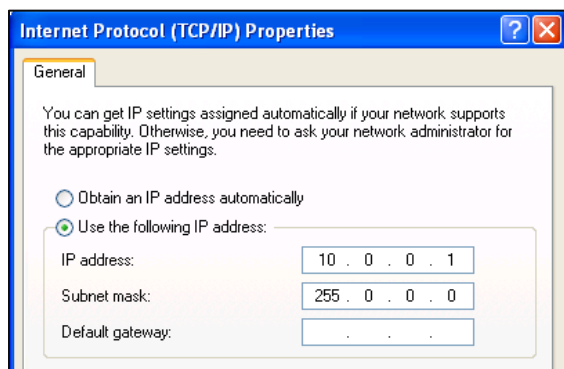 Internet Protocol (TCP/IP) Properties
General
You can get IP settings assigned automatically if your network supports
this capability. Otherwise, you need to ask your network administrator for
the appropriate IP settings.
Obtain an IP address automatically
Use the following IP address:
IP address: 10 . 0 . 0 . 1
Subnet mask: 255 . 0 . 0 . 0
Default gateway: . . .